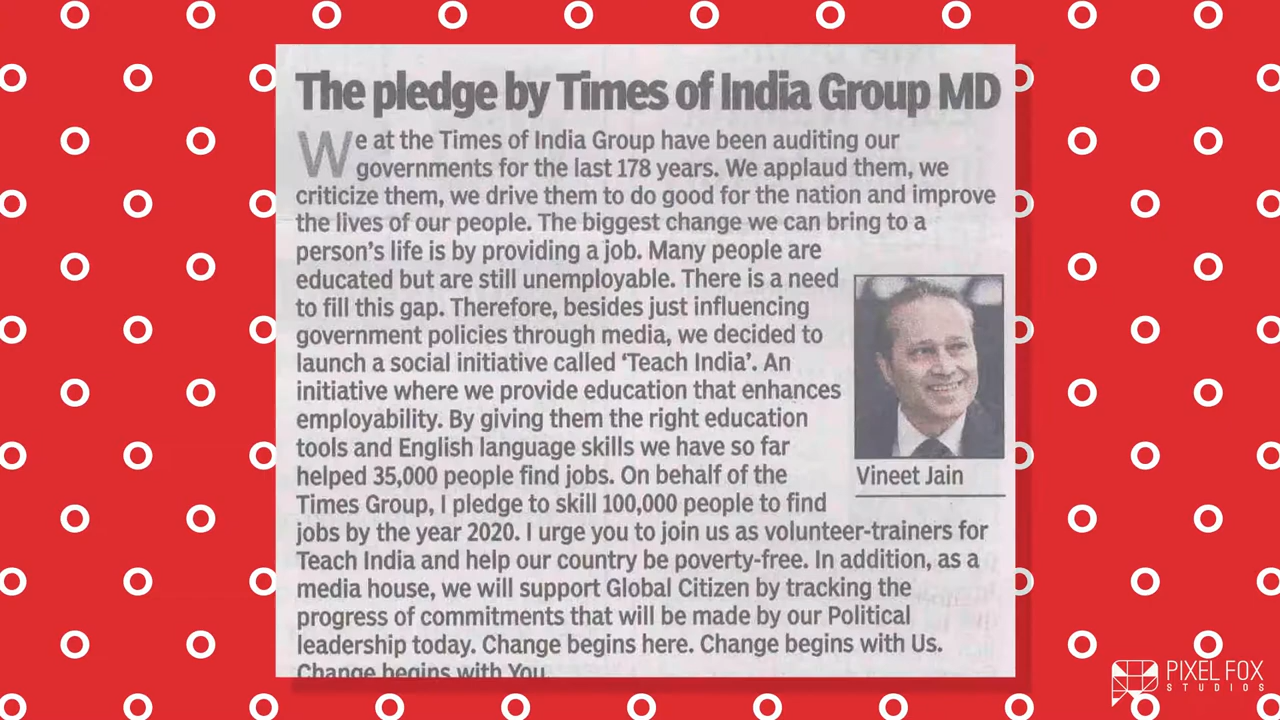 The pledge by Times of India Group MD
We at the Times of India Group have been auditing our
governments for the last 178 years. We applaud them, we
criticize them, we drive them to do good for the nation and improve
the lives of our people. The biggest change we can bring to a
person's life is by providing a job. Many people are
educated but are still unemployable. There is a need
to fill this gap. Therefore, besides just influencing
government policies through media, we decided to
launch a social initiative called ‘Teach India’. An
initiative where we provide education that enhances
employability. By giving them the right education
tools and English language skills we have so far
helped 35,000 people find jobs. On behalf of the
Times Group, I pledge to skill 100,000 people to find
jobs by the year 2020. I urge you to join us as volunteer-trainers for
Teach India and help our country be poverty-free. In addition, as a
media house, we will support Global Citizen by tracking the
progress of commitments that will be made by our Political
leadership today. Change begins here. Change begins with Us.
Change begins with You
Vineet Jain
PIXEL FOX
STUDIOS